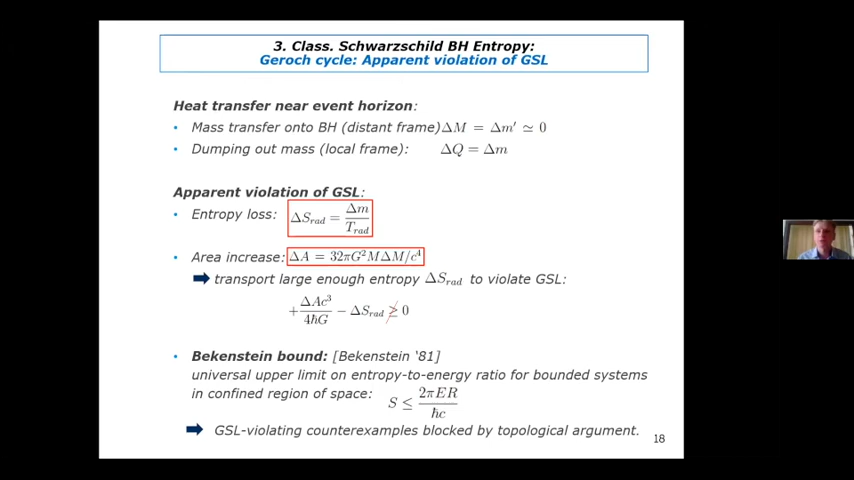 3. Class. Schwarzschild BH Entropy:
Geroch cycle: Apparent violation of GSL
Heat transfer near event horizon:
• Mass transfer onto BH (distant frame) ΔM = Δm′ ≃ 0
• Dumping out mass (local frame): ΔQ = Δm
Apparent violation of GSL:
• Entropy loss: ΔS_rad = Δm / T_rad
• Area increase: ΔA = 32πG²MΔM/c⁴
➡ transport large enough entropy ΔS_rad to violate GSL:
+ ΔAc³ / 4ℏG − ΔS_rad ≱ 0
• Bekenstein bound: [Bekenstein ‘81]
universal upper limit on entropy-to-energy ratio for bounded systems
in confined region of space: S ≤ 2πER / ℏc
➡ GSL-violating counterexamples blocked by topological argument.
18